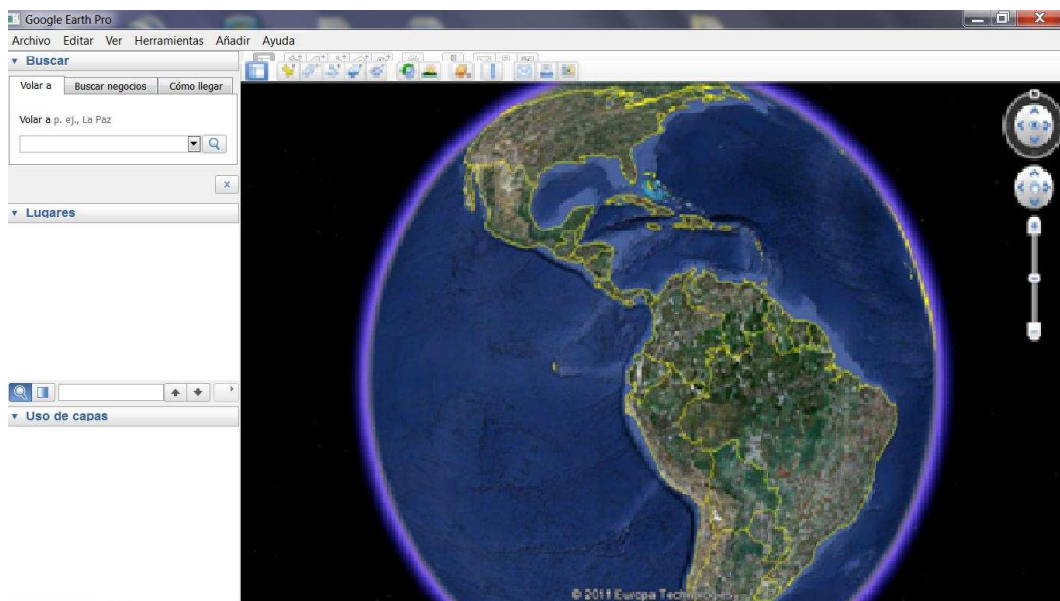 Google Earth Pro
Archivo Editar Ver Herramientas Añadir Ayuda
Buscar
Volar a Buscar negocios Cómo llegar
Volar a p. ej., La Paz
Lugares
Uso de capas
© 2011 Europa Technologies